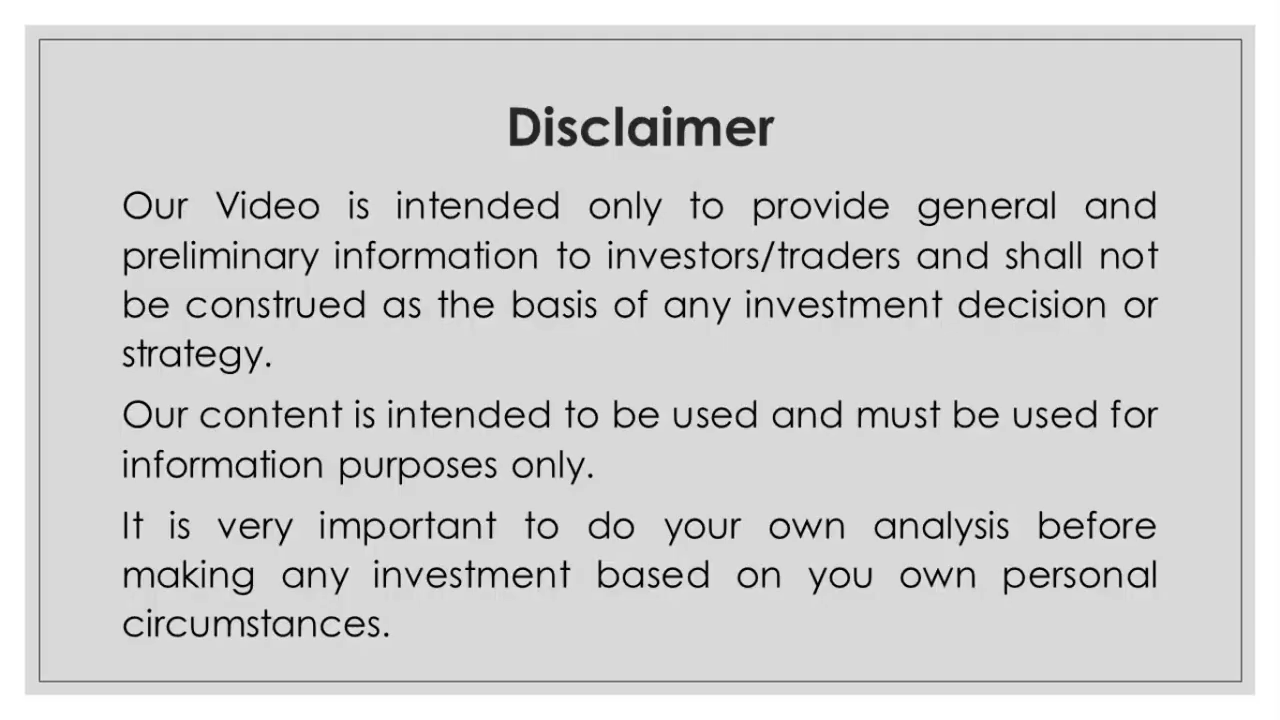 Disclaimer
Our Video is intended only to provide general and
preliminary information to investors/traders and shall not
be construed as the basis of any investment decision or
strategy.
Our content is intended to be used and must be used for
information purposes only.
It is very important to do your own analysis before
making any investment based on you own personal
circumstances.